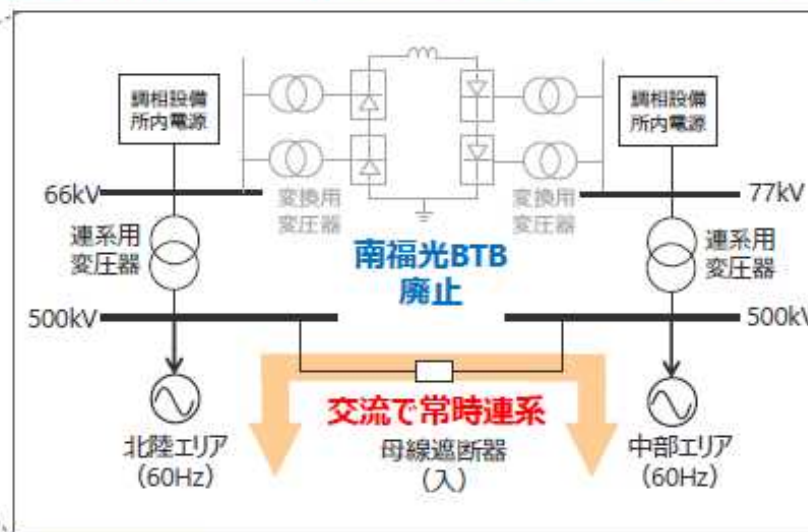 調相設備
所内電源
調相設備
所内電源
66kV
変換用
変圧器
変換用
変圧器
77kV
連系用
変圧器
南福光BTB
廃止
連系用
変圧器
500kV
500kV
交流で常時連系
北陸エリア
(60Hz)
母線遮断器
(入)
中部エリア
(60Hz)